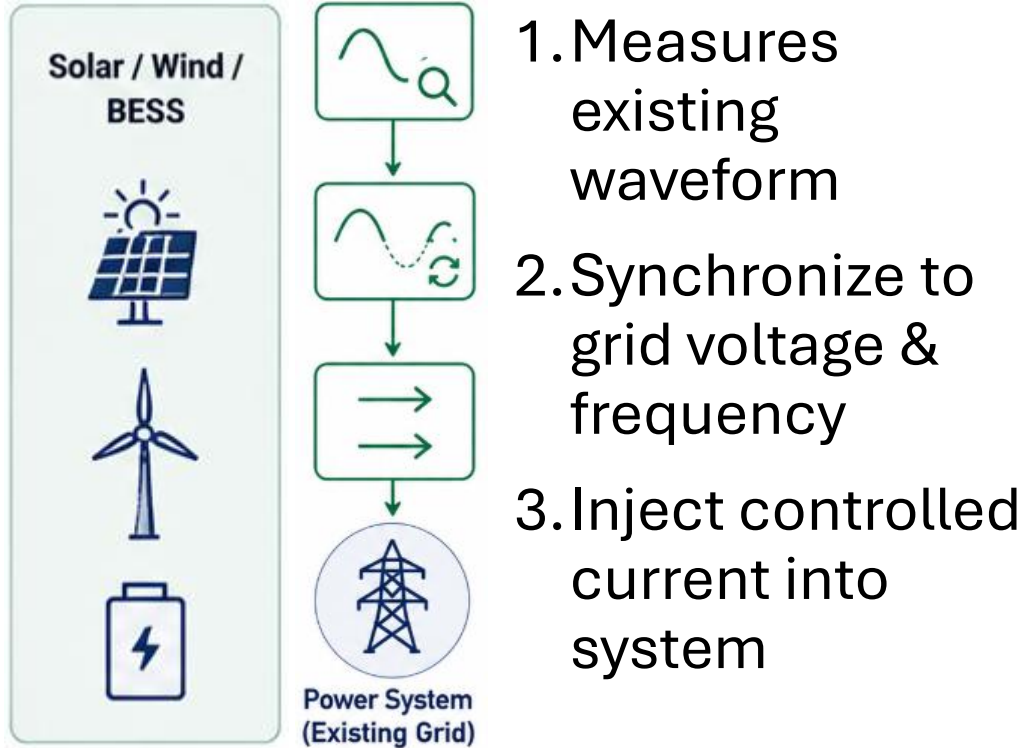 Solar / Wind /
BESS
Power System
(Existing Grid)
1. Measures
existing
waveform
2. Synchronize to
grid voltage &
frequency
3. Inject controlled
current into
system